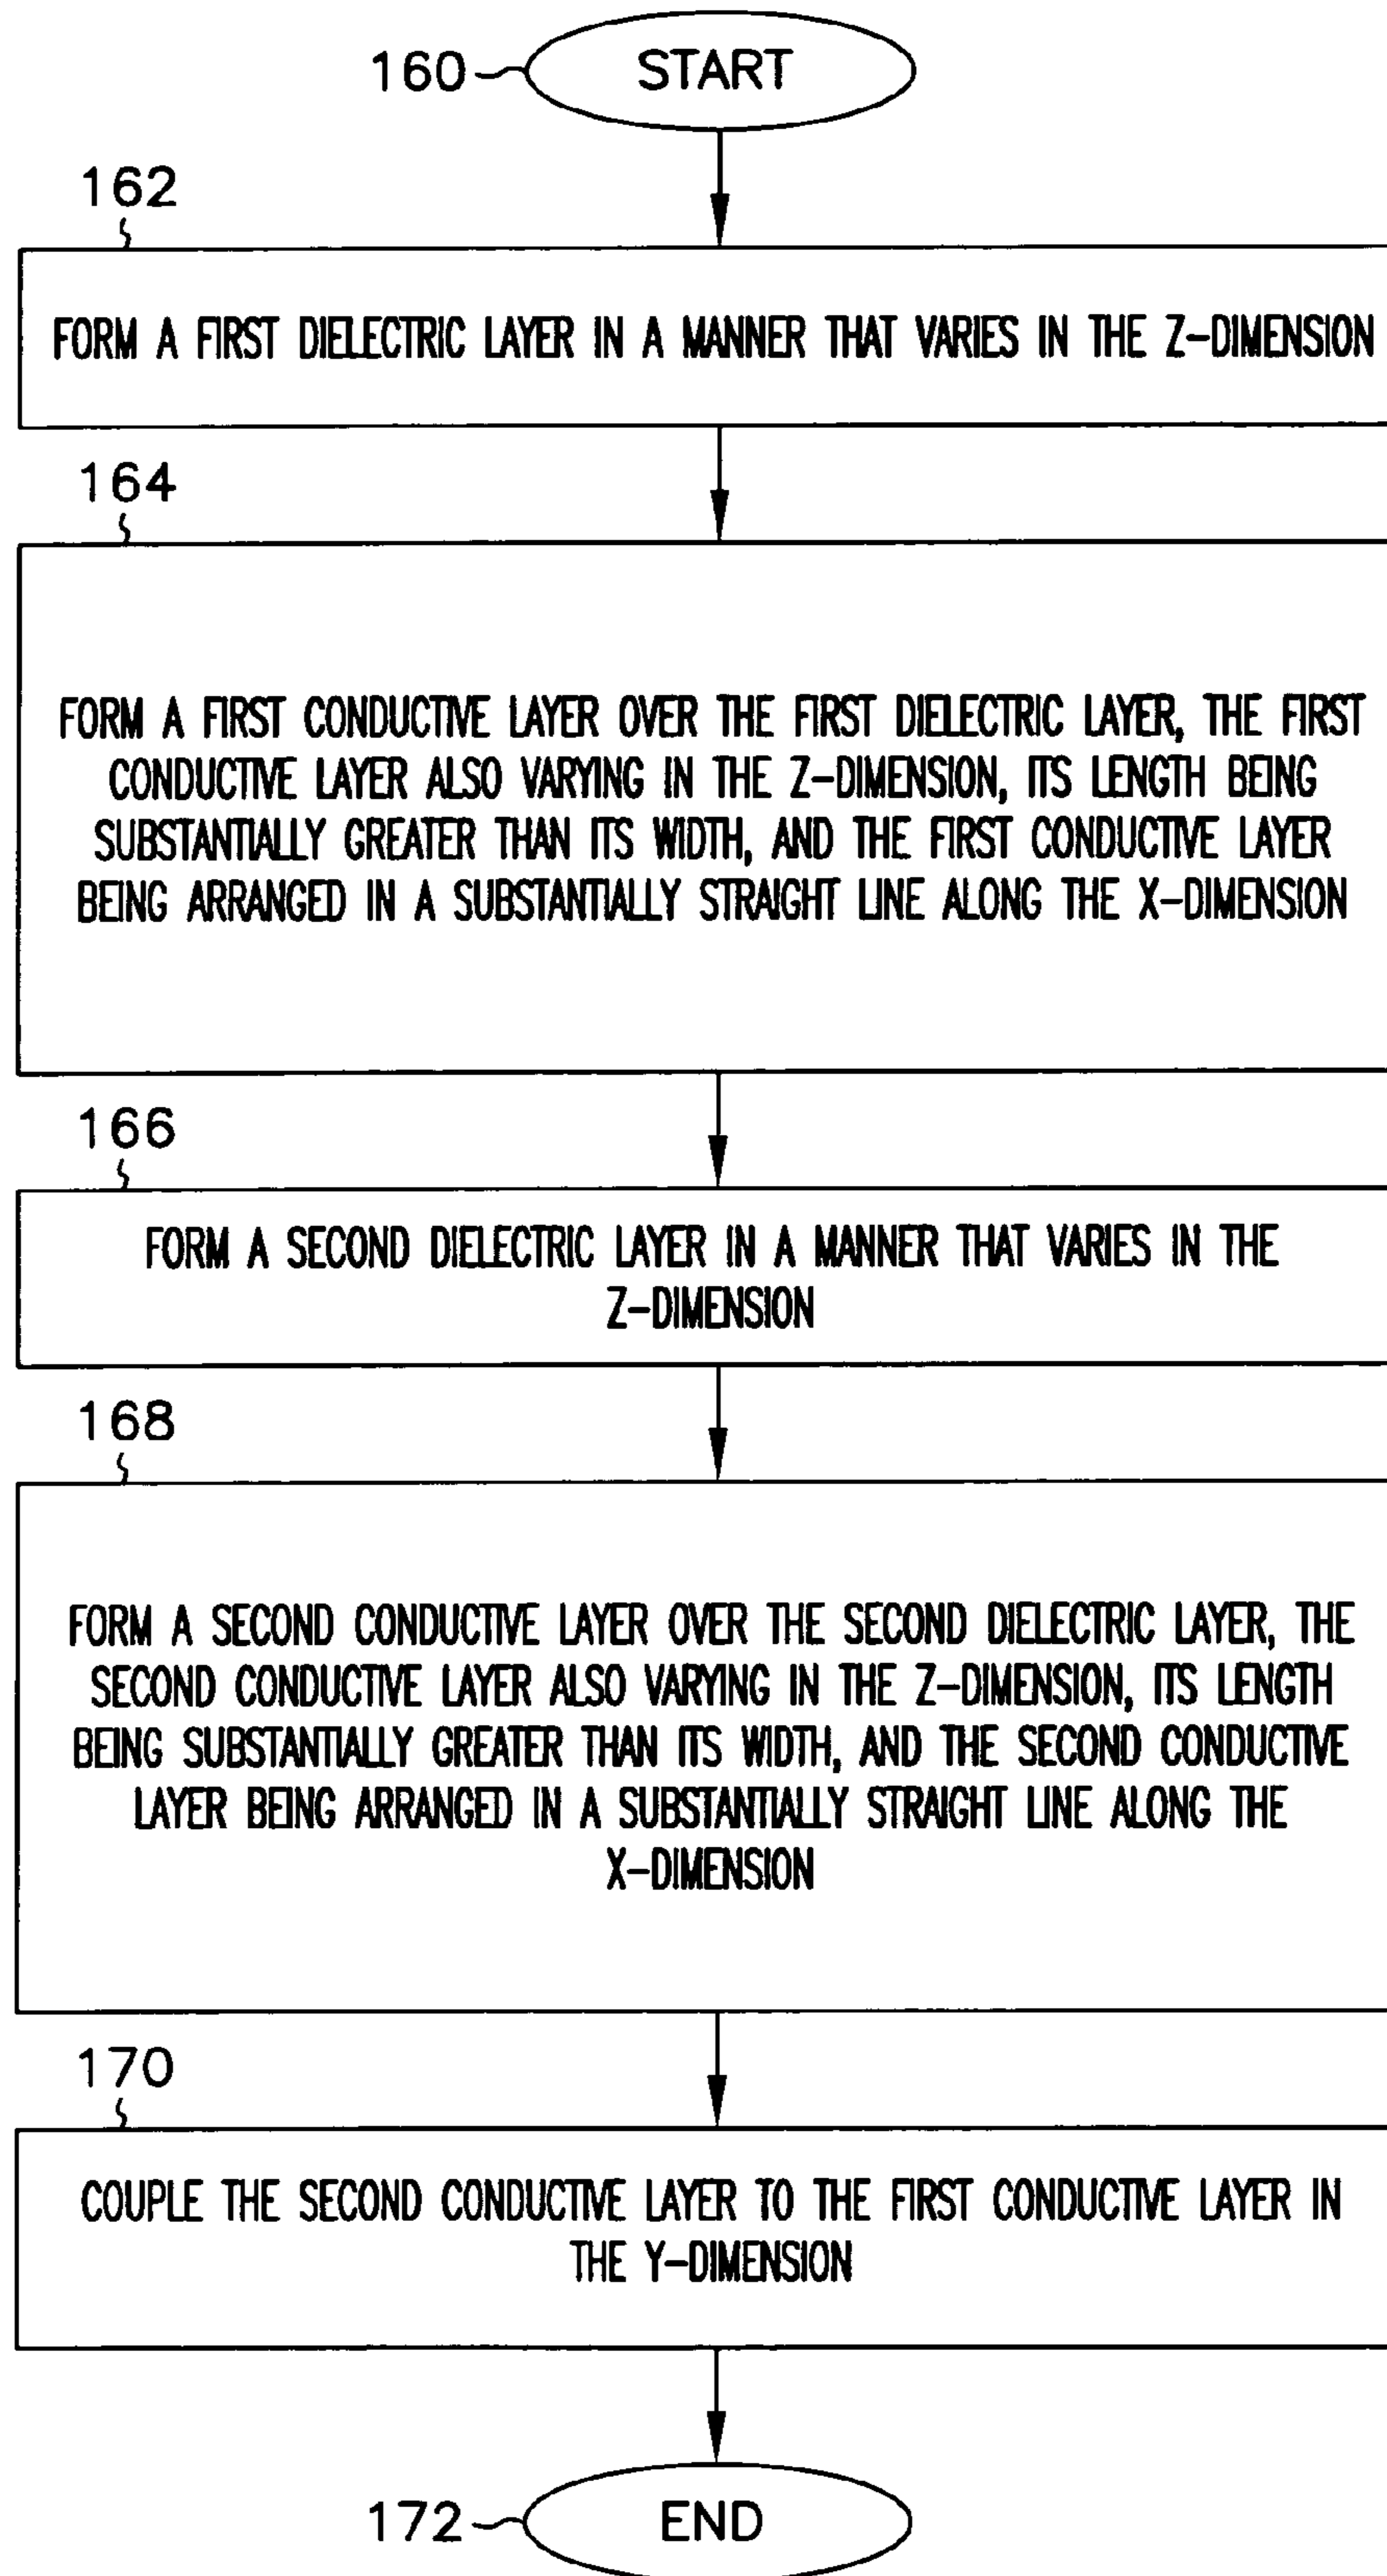 160
START
162
FORM A FIRST DIELECTRIC LAYER IN A MANNER THAT VARIES IN THE Z-DIMENSION
164
FORM A FIRST CONDUCTIVE LAYER OVER THE FIRST DIELECTRIC LAYER, THE FIRST
CONDUCTIVE LAYER ALSO VARYING IN THE Z-DIMENSION, ITS LENGTH BEING
SUBSTANTIALLY GREATER THAN ITS WIDTH, AND THE FIRST CONDUCTIVE LAYER
BEING ARRANGED IN A SUBSTANTIALLY STRAIGHT LINE ALONG THE X-DIMENSION
166
FORM A SECOND DIELECTRIC LAYER IN A MANNER THAT VARIES IN THE
Z-DIMENSION
168
FORM A SECOND CONDUCTIVE LAYER OVER THE SECOND DIELECTRIC LAYER, THE
SECOND CONDUCTIVE LAYER ALSO VARYING IN THE Z-DIMENSION, ITS LENGTH
BEING SUBSTANTIALLY GREATER THAN ITS WIDTH, AND THE SECOND CONDUCTIVE
LAYER BEING ARRANGED IN A SUBSTANTIALLY STRAIGHT LINE ALONG THE
X-DIMENSION
170
COUPLE THE SECOND CONDUCTIVE LAYER TO THE FIRST CONDUCTIVE LAYER IN
THE Y-DIMENSION
172
END